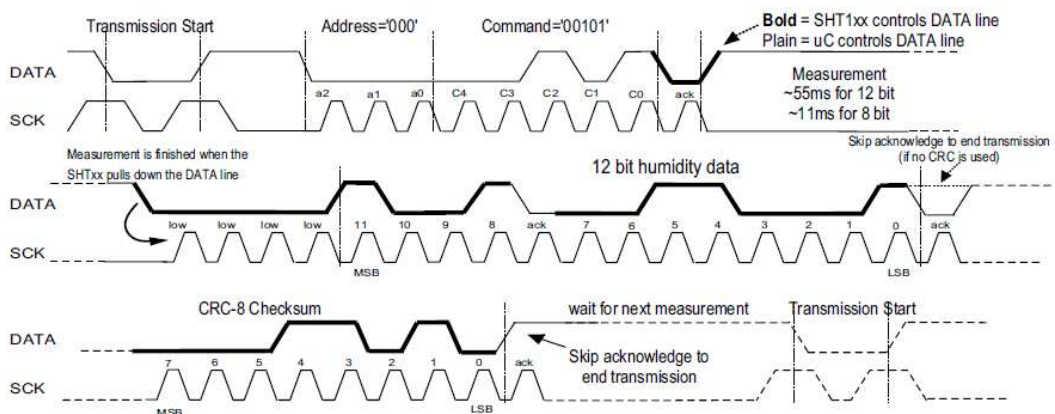 Transmission Start Address='000' Command='00101' Bold = SHT1xx controls DATA line
Plain = uC controls DATA line
DATA
a2 a1 a0 C4 C3 C2 C1 C0 ack
SCK
Measurement
~55ms for 12 bit
~11ms for 8 bit
Measurement is finished when the
SHTxx pulls down the DATA line
12 bit humidity data
Skip acknowledge to end transmission
(if no CRC is used)
DATA
low low low low 11 10 9 8 ack 7 6 5 4 3 2 1 0 ack
SCK
MSB LSB
CRC-8 Checksum wait for next measurement Transmission Start
DATA
7 6 5 4 3 2 1 0 ack
Skip acknowledge to
end transmission
SCK
MSB LSB